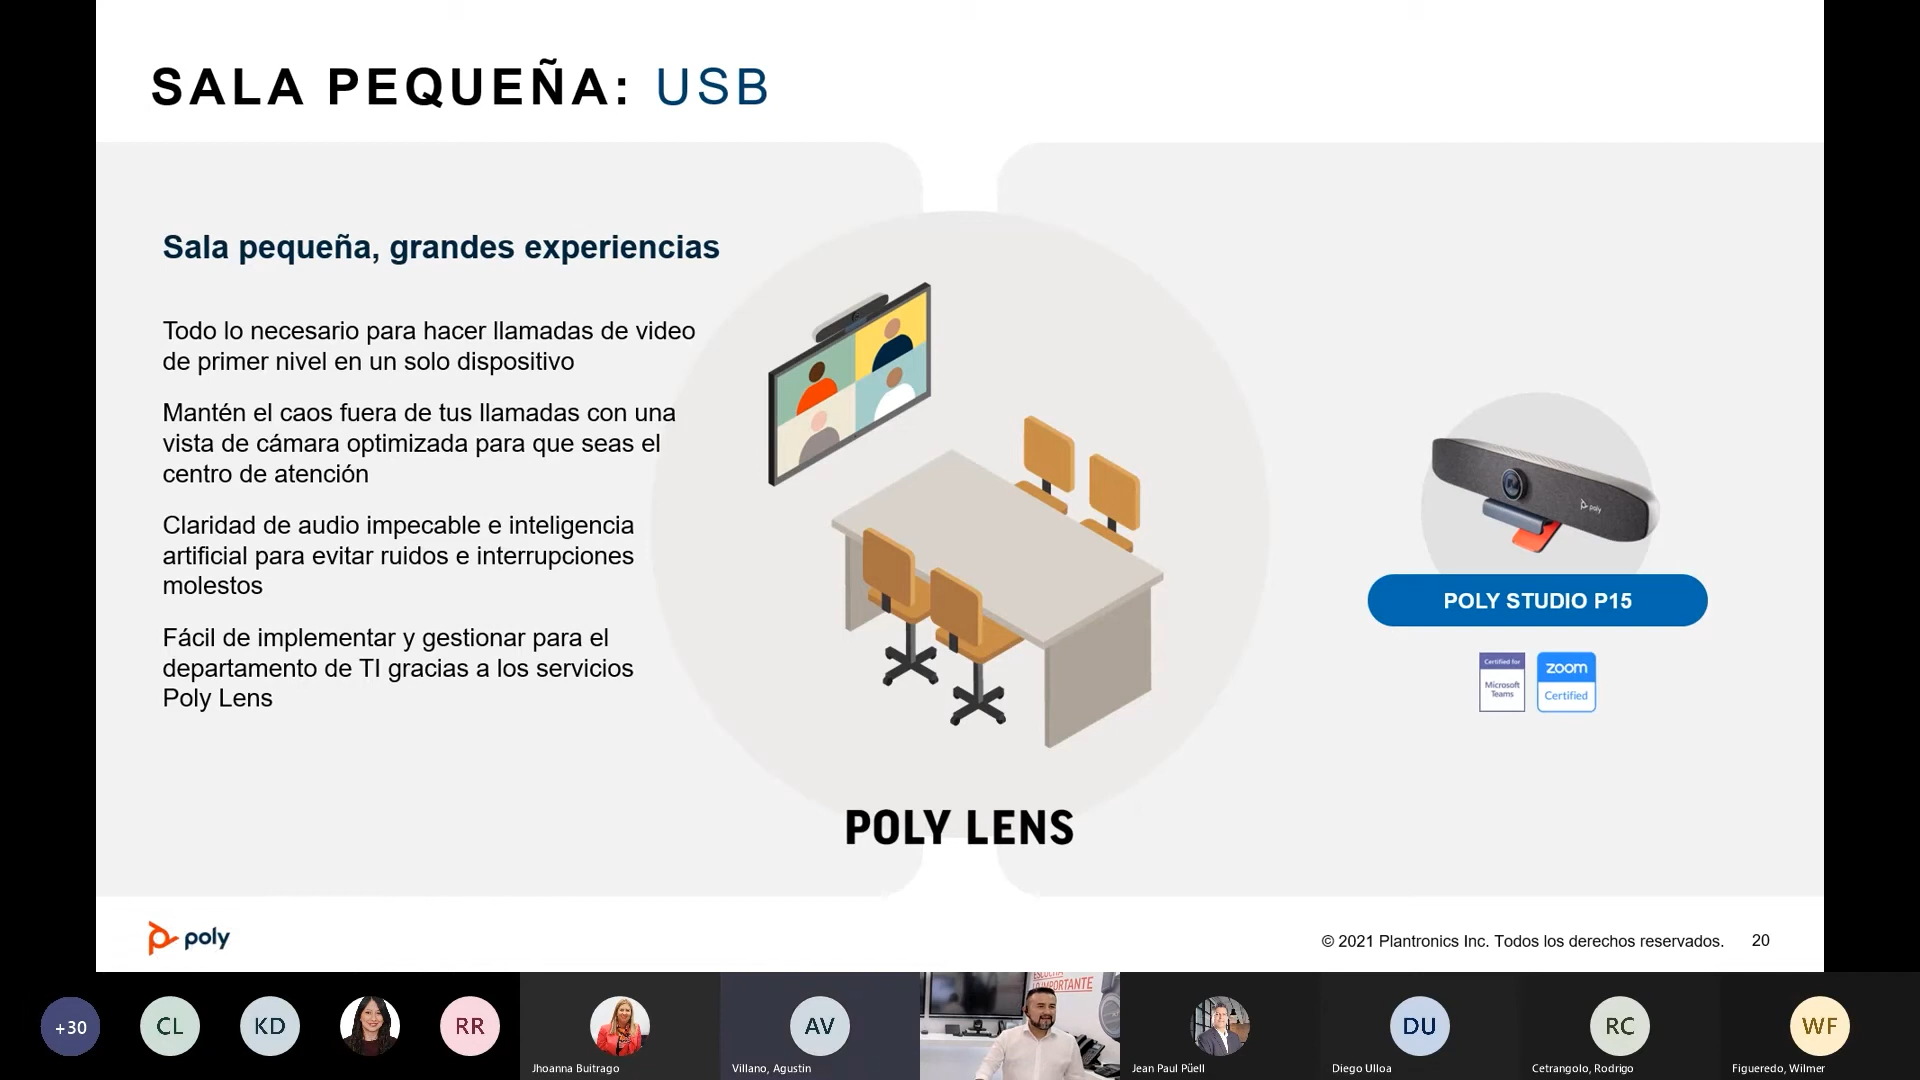 SALA PEQUEÑA: USB
Sala pequeña, grandes experiencias
Todo lo necesario para hacer llamadas de video
de primer nivel en un solo dispositivo
Mantén el caos fuera de tus llamadas con una
vista de cámara optimizada para que seas el
centro de atención
Claridad de audio impecable e inteligencia
artificial para evitar ruidos e interrupciones
molestos
Fácil de implementar y gestionar para el
departamento de TI gracias a los servicios
Poly Lens
poly
POLY STUDIO P15
Certified for
Microsoft
Teams
zoom
Certified
POLY LENS
poly
© 2021 Plantronics Inc. Todos los derechos reservados.
20
+30
CL
KD
RR
Jhoanna Buitrago
AV
Villano, Agustin
ESCUCHA
LO IMPORTANTE
Jean Paul Püell
DU
Diego Ulloa
RC
Cetrangolo, Rodrigo
WF
Figueredo, Wilmer